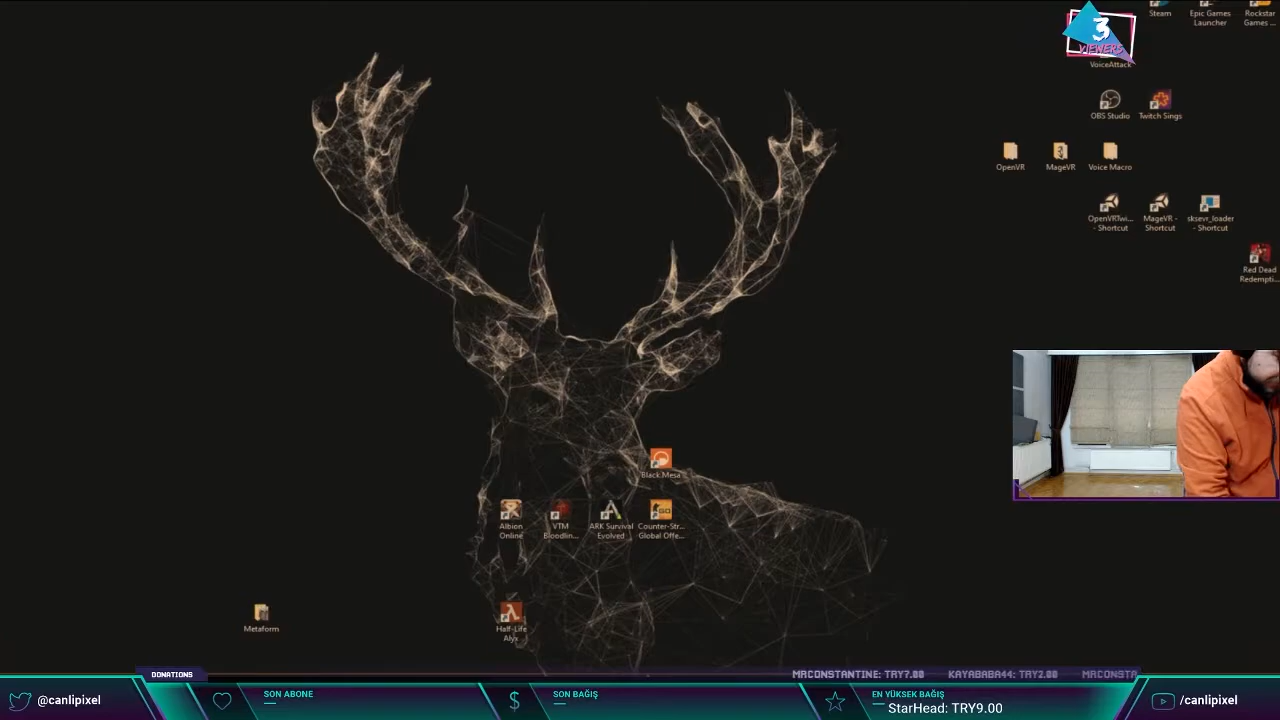 Steam
Epic Games
Launcher
Rockstar
Games ...
3
VIEWERS
VoiceAttack
OBS Studio
Twitch Sings
OpenVR
MageVR
Voice Macro
OpenVRTwi...
- Shortcut
MageVR -
Shortcut
sksevr_loader
- Shortcut
Red Dead
Redempti...
Black Mesa
Albion
Online
VTM
Bloodlin...
ARK Survival
Evolved
Counter-Str...
Global Offe...
GO
Metaform
Half-Life
Alyx
DONATIONS
MRCONSTANTINE: TRY7.00
KAYABABA44: TRY2.00
MRCONSTA
@canlipixel
SON ABONE
SON BAĞIŞ
EN YÜKSEK BAĞIŞ
StarHead: TRY9.00
/canlipixel